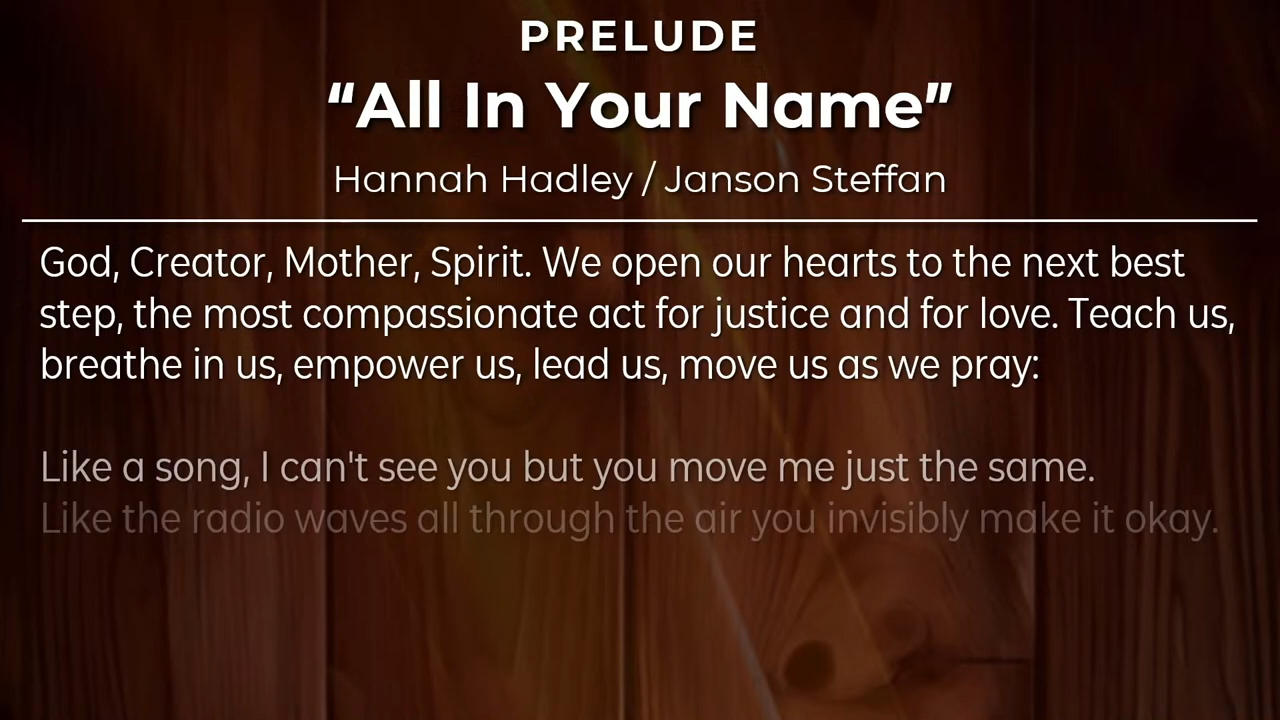 PRELUDE
“All In Your Name”
Hannah Hadley / Janson Steffan
God, Creator, Mother, Spirit. We open our hearts to the next best
step, the most compassionate act for justice and for love. Teach us,
breathe in us, empower us, lead us, move us as we pray:
Like a song, I can't see you but you move me just the same.
Like the radio waves all through the air you invisibly make it okay.